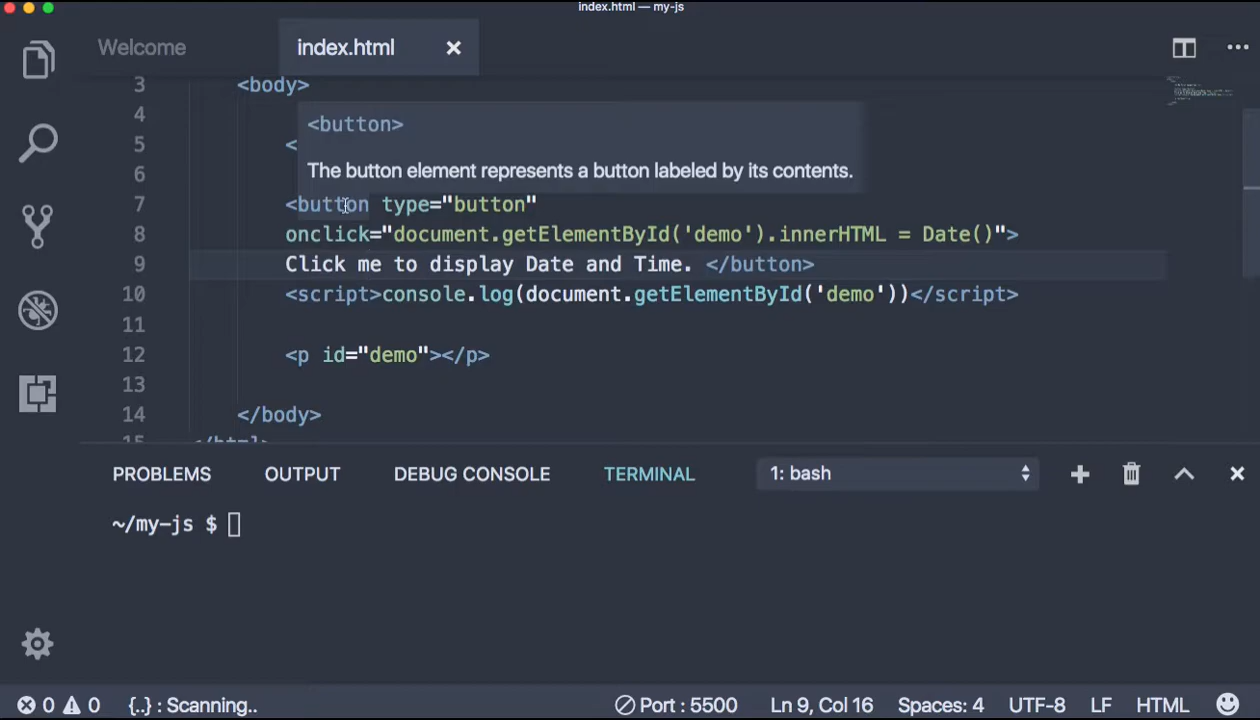 index.html — my-js
Welcome index.html
3 <body>
4
<button>
5 <
The button element represents a button labeled by its contents.
6
7 <button type="button"
8 onclick="document.getElementById('demo').innerHTML = Date()">
9 Click me to display Date and Time. </button>
10 <script>console.log(document.getElementById('demo'))</script>
11
12 <p id="demo"></p>
13
14 </body>
15 </html>
PROBLEMS OUTPUT DEBUG CONSOLE TERMINAL 1: bash
~/my-js $
0 0 {..} : Scanning.. Port : 5500 Ln 9, Col 16 Spaces: 4 UTF-8 LF HTML